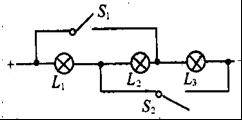 S₁
+
-
L₁
L₂
L₃
S₂